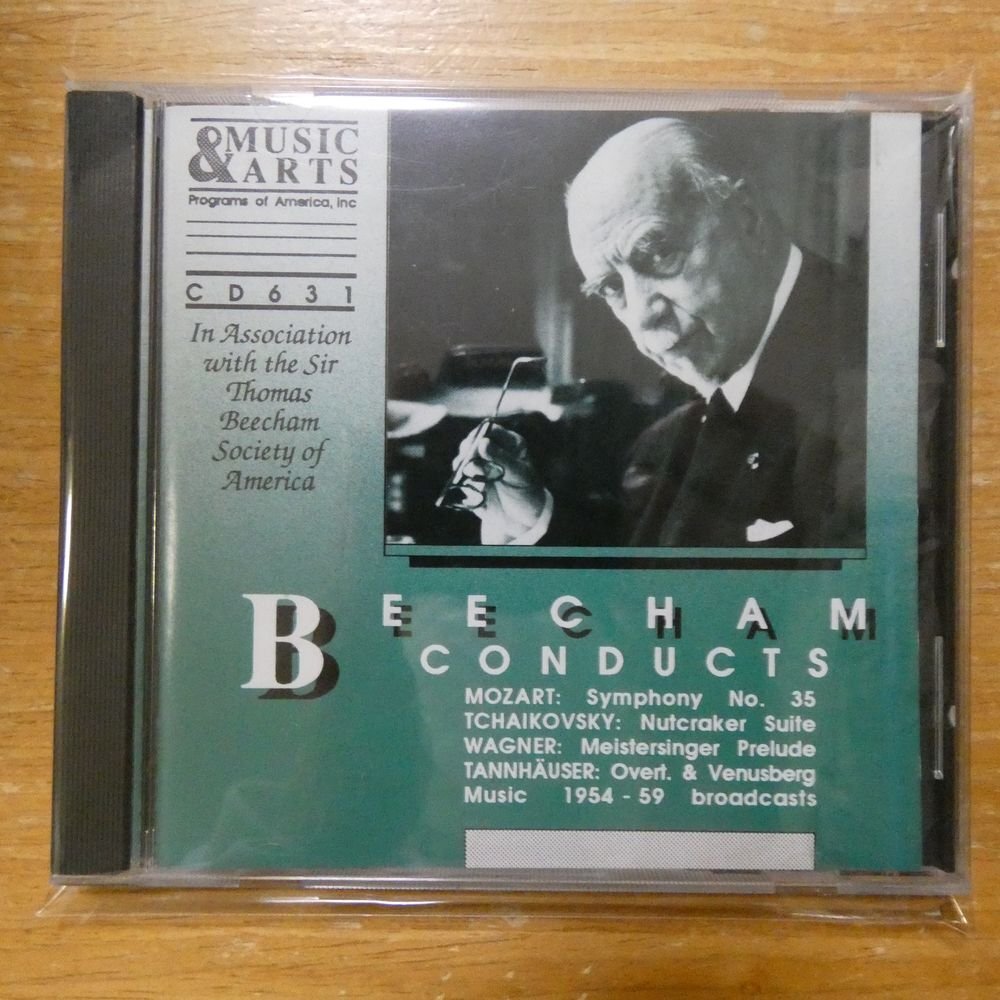 & MUSIC
ARTS
Programs of America, Inc
CD631
In Association
with the Sir
Thomas
Beecham
Society of
America
BEECHAM
CONDUCTS
MOZART: Symphony No. 35
TCHAIKOVSKY: Nutcraker Suite
WAGNER: Meistersinger Prelude
TANNHÄUSER: Overt. & Venusberg
Music 1954-59 broadcasts